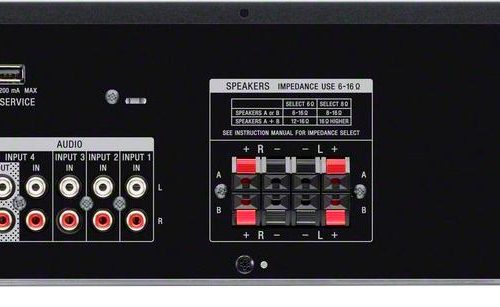 200 mA MAX
SERVICE
SPEAKERS IMPEDANCE USE 6-16 Ω
SELECT 6 Ω SELECT 8 Ω
SPEAKERS A or B 6-16 Ω 8-16 Ω
SPEAKERS A + B 12-16 Ω 16 Ω HIGHER
SEE INSTRUCTION MANUAL FOR IMPEDANCE SELECT
AUDIO
INPUT 4 INPUT 3 INPUT 2 INPUT 1
OUT IN IN IN IN
L
R
+ R - - L +
A A
B B
+ R - - L +